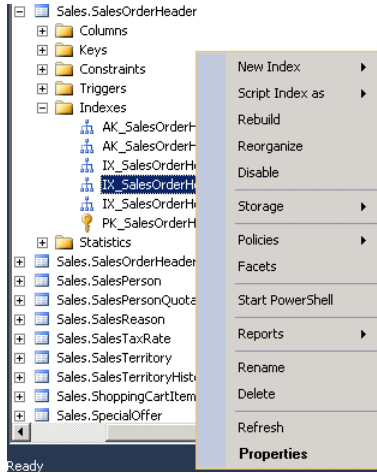 Sales.SalesOrderHeader
Columns
Keys
Constraints
Triggers
Indexes
AK_SalesOrderH
AK_SalesOrderH
IX_SalesOrderHe
IX_SalesOrderHe
IX_SalesOrderHe
PK_SalesOrderH
Statistics
Sales.SalesOrderHeader
Sales.SalesPerson
Sales.SalesPersonQuota
Sales.SalesReason
Sales.SalesTaxRate
Sales.SalesTerritory
Sales.SalesTerritoryHisto
Sales.ShoppingCartItem
Sales.SpecialOffer
Ready
New Index
Script Index as
Rebuild
Reorganize
Disable
Storage
Policies
Facets
Start PowerShell
Reports
Rename
Delete
Refresh
Properties